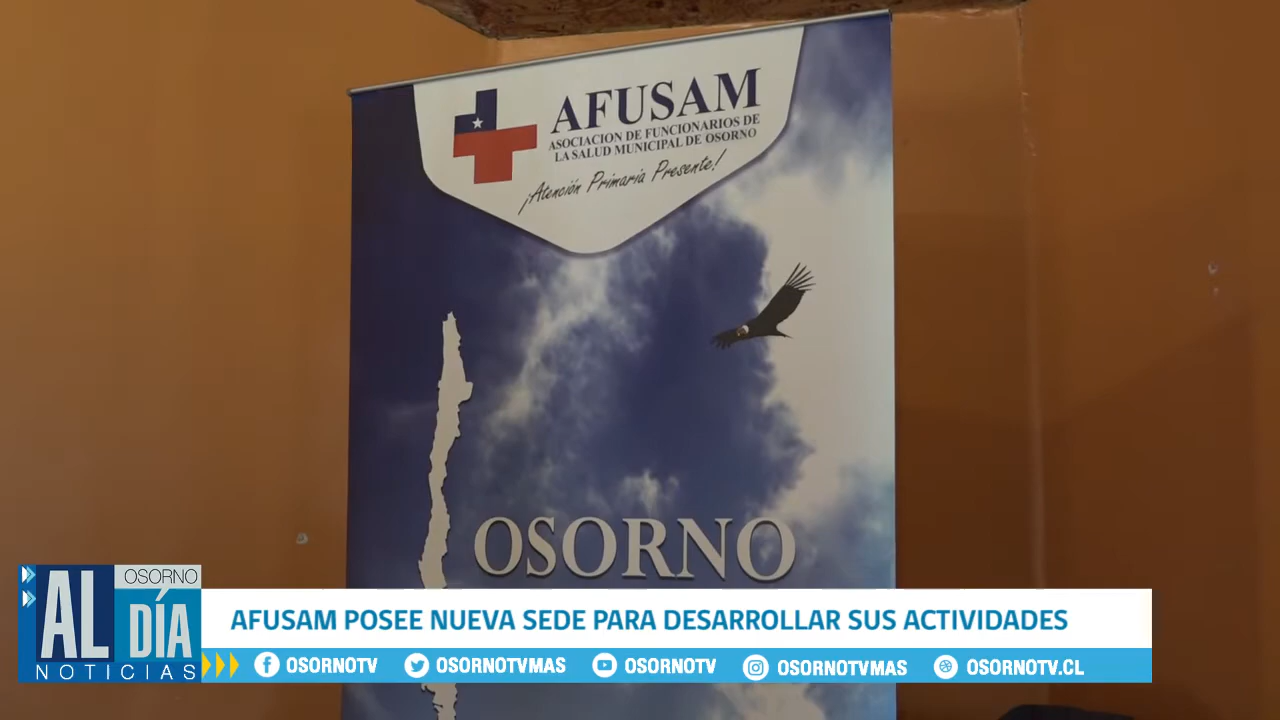 AFUSAM
ASOCIACION DE FUNCIONARIOS DE
LA SALUD MUNICIPAL DE OSORNO
¡Atención Primaria Presente!
OSORNO
OSORNO
AL DÍA
NOTICIAS
AFUSAM POSEE NUEVA SEDE PARA DESARROLLAR SUS ACTIVIDADES
OSORNOTV OSORNOTVMAS OSORNOTV OSORNOTVMAS OSORNOTV.CL